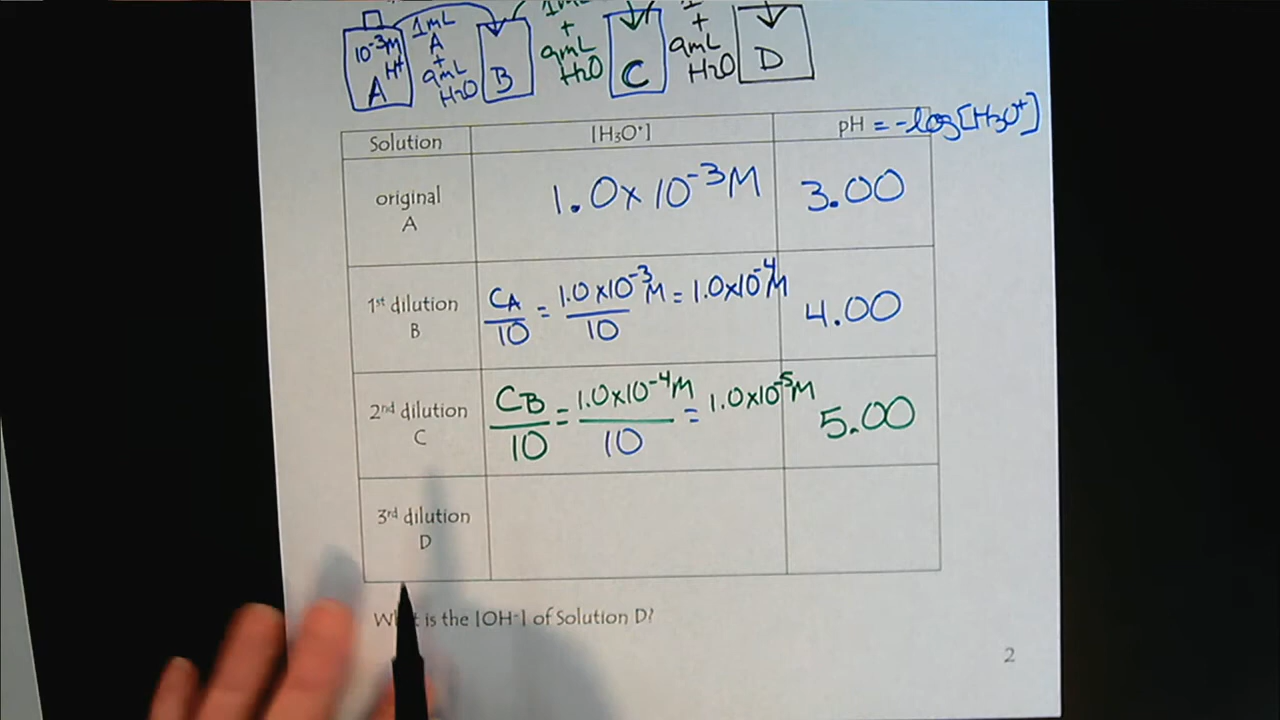 10⁻³M
H⁺
A
1mL
A
+
9mL
H2O
B
1mL
+
9mL
H2O
C
+
9mL
H2O
D
Solution
[H₃O⁺]
pH = -log[H₃O⁺]
original
A
1.0×10⁻³M
3.00
1ˢᵗ dilution
B
CA/10 = 1.0×10⁻³M/10 = 1.0×10⁻⁴M
4.00
2ⁿᵈ dilution
C
CB/10 = 1.0×10⁻⁴M/10 = 1.0×10⁻⁵M
5.00
3ʳᵈ dilution
D
is the [OH-] of Solution D?
2